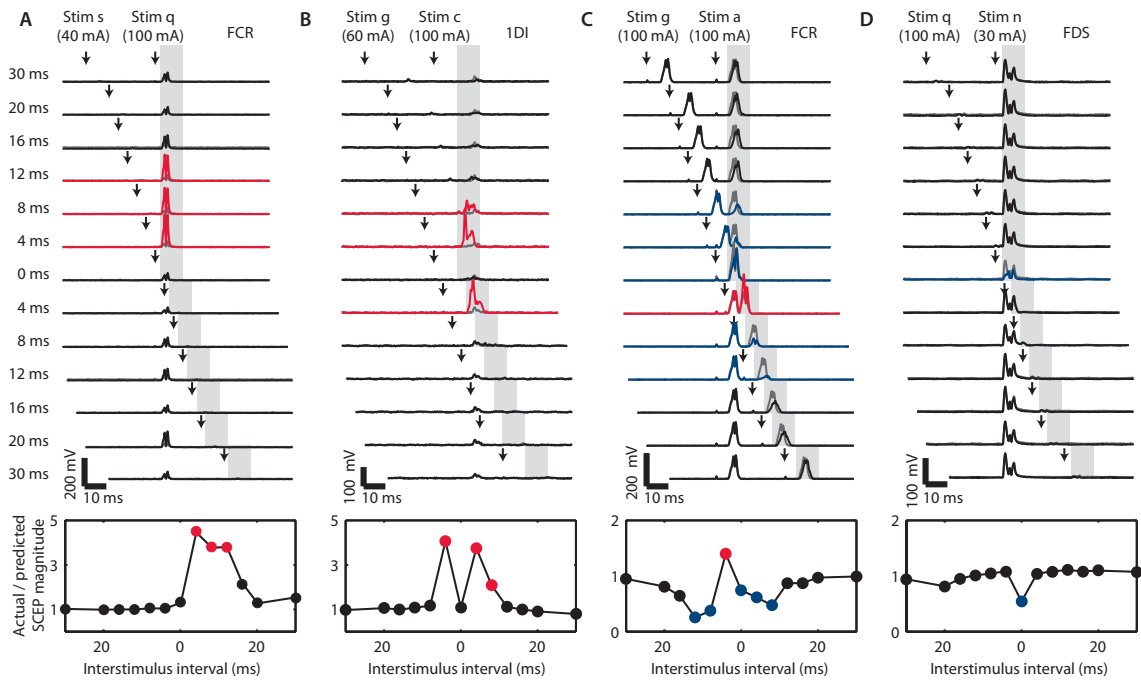 A
Stim s
(40 mA)
Stim q
(100 mA)
FCR
B
Stim g
(60 mA)
Stim c
(100 mA)
1DI
C
Stim g
(100 mA)
Stim a
(100 mA)
FCR
D
Stim q
(100 mA)
Stim n
(30 mA)
FDS
30 ms
20 ms
16 ms
12 ms
8 ms
4 ms
0 ms
4 ms
8 ms
12 ms
16 ms
20 ms
30 ms
200 mV
10 ms
100 mV
10 ms
200 mV
10 ms
100 mV
10 ms
Actual / predicted
SCEP magnitude
5
3
1
-20 0 20
Interstimulus interval (ms)
5
3
1
-20 0 20
Interstimulus interval (ms)
2
1
0
-20 0 20
Interstimulus interval (ms)
2
1
0
-20 0 20
Interstimulus interval (ms)